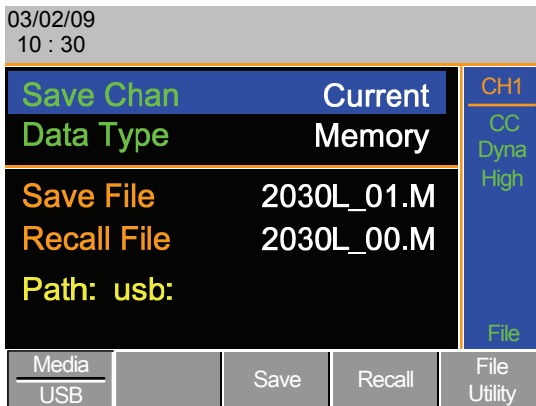 03/02/09
10 : 30
Save Chan Current
Data Type Memory
Save File 2030L_01.M
Recall File 2030L_00.M
Path: usb:
CH1
CC
Dyna
High
File
Media
USB
Save
Recall
File
Utility